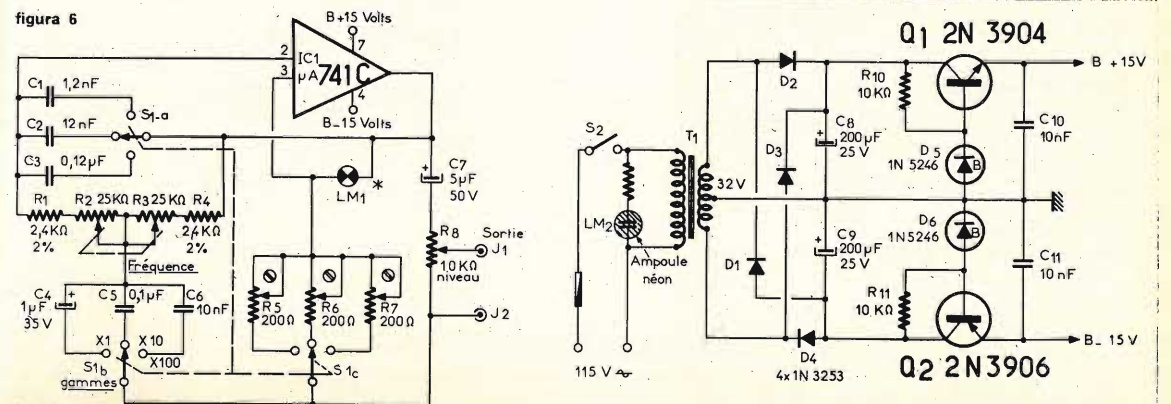 figura 6
B+15 Volts
7
2
3
IC1
µA 741C
4
B-15 Volts
C1 1,2nF
S1-a
C2 12nF
C3 0,12µF
R1
2,4KΩ
2%
R2 25KΩ
R3 25KΩ
R4
2,4KΩ
2%
Fréquence
LM1
*
C7
5µF
50V
R8
10KΩ
niveau
Sortie
J1
J2
C4
1µF
35V
C5
0,1µF
C6
10nF
R5
200Ω
R6
200Ω
R7
200Ω
X1
X10
X100
S1b
gammes
S1c
S2
LM2
Ampoule
néon
115 V ~
T1
32V
D1
D2
D3
D4
4x1N 3253
C8
200µF
25 V
C9
200µF
25 V
R10
10KΩ
R11
10KΩ
Q1 2N 3904
D5
1N 5246
B
D6
1N5246
B
C10
10nF
C11
10nF
B +15V
B- 15 V
Q2 2N3906